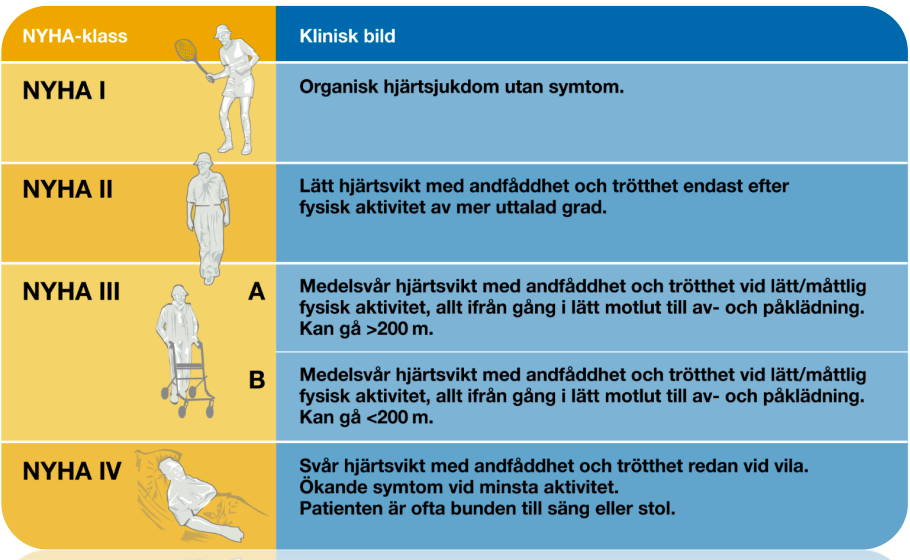 NYHA-klass
Klinisk bild
NYHA I
Organisk hjärtsjukdom utan symtom.
NYHA II
Lätt hjärtsvikt med andfåddhet och trötthet endast efter
fysisk aktivitet av mer uttalad grad.
NYHA III
A
Medelsvår hjärtsvikt med andfåddhet och trötthet vid lätt/måttlig
fysisk aktivitet, allt ifrån gång i lätt motlut till av- och påklädning.
Kan gå >200 m.
B
Medelsvår hjärtsvikt med andfåddhet och trötthet vid lätt/måttlig
fysisk aktivitet, allt ifrån gång i lätt motlut till av- och påklädning.
Kan gå <200 m.
NYHA IV
Svår hjärtsvikt med andfåddhet och trötthet redan vid vila.
Ökande symtom vid minsta aktivitet.
Patienten är ofta bunden till säng eller stol.